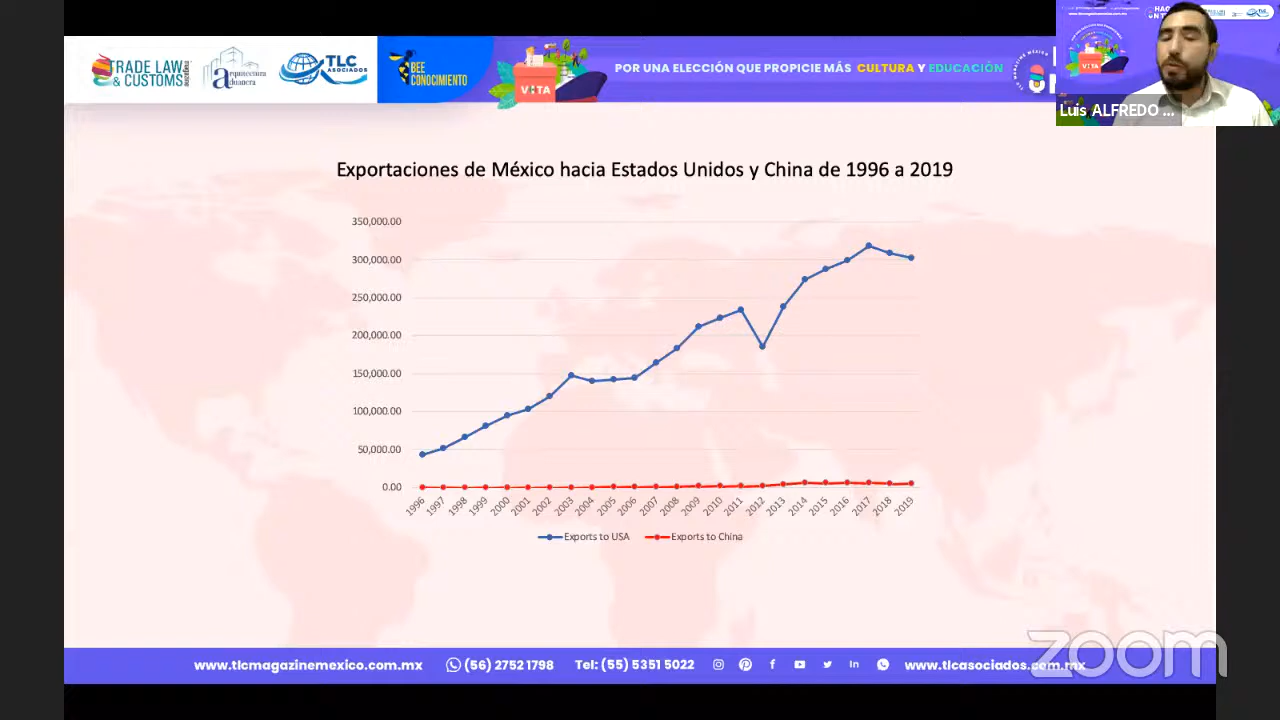 TRADE LAW
& CUSTOMS
arquitectura
aduanera
TLC
ASOCIADOS
BEE
CONOCIMIENTO
VOTA
POR UNA ELECCIÓN QUE PROPICIE MÁS CULTURA Y EDUCACIÓN
VOTA
Luis ALFREDO ...
Exportaciones de México hacia Estados Unidos y China de 1996 a 2019
350,000.00
300,000.00
250,000.00
200,000.00
150,000.00
100,000.00
50,000.00
0.00
1996 1997 1998 1999 2000 2001 2002 2003 2004 2005 2006 2007 2008 2009 2010 2011 2012 2013 2014 2015 2016 2017 2018 2019
Exports to USA Exports to China
zoom
www.tlcmagazinemexico.com.mx (56) 2752 1798 Tel: (55) 5351 5022 www.tlcasociados.com.mx